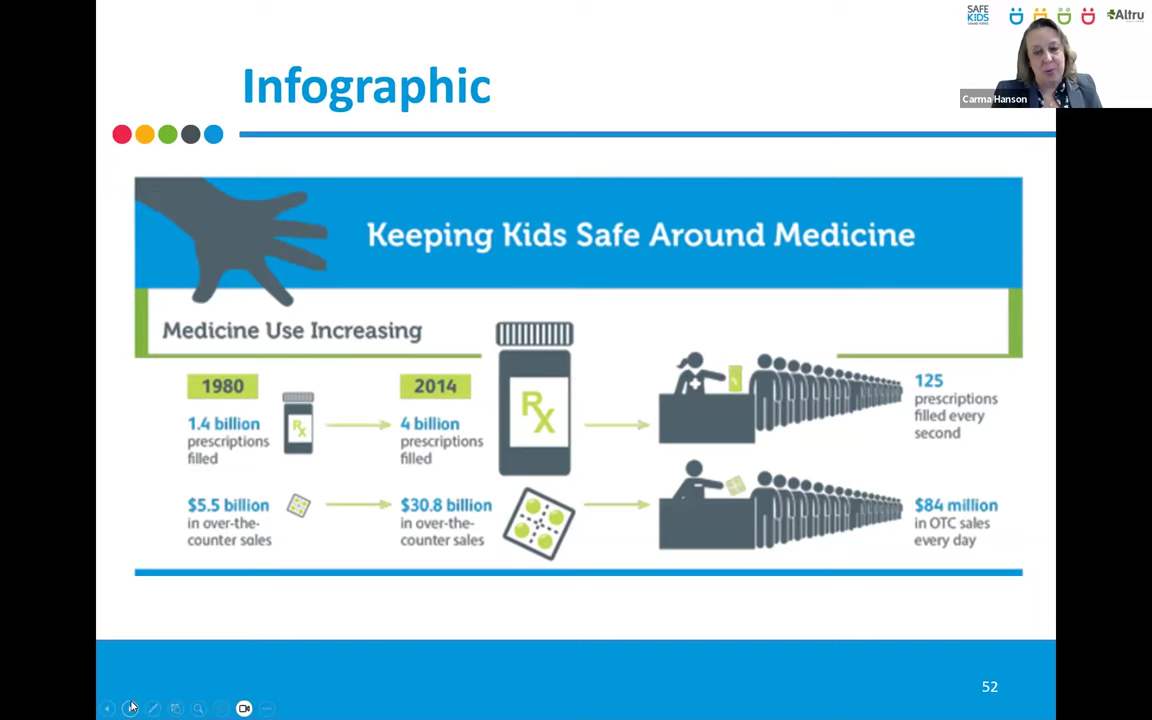 SAFE
KIDS
Altru
Carma Hanson
Infographic
Keeping Kids Safe Around Medicine
Medicine Use Increasing
1980
1.4 billion
prescriptions
filled
Rx
2014
4 billion
prescriptions
filled
Rx
125
prescriptions
filled every
second
$5.5 billion
in over-the-
counter sales
$30.8 billion
in over-the-
counter sales
$84 million
in OTC sales
every day
52